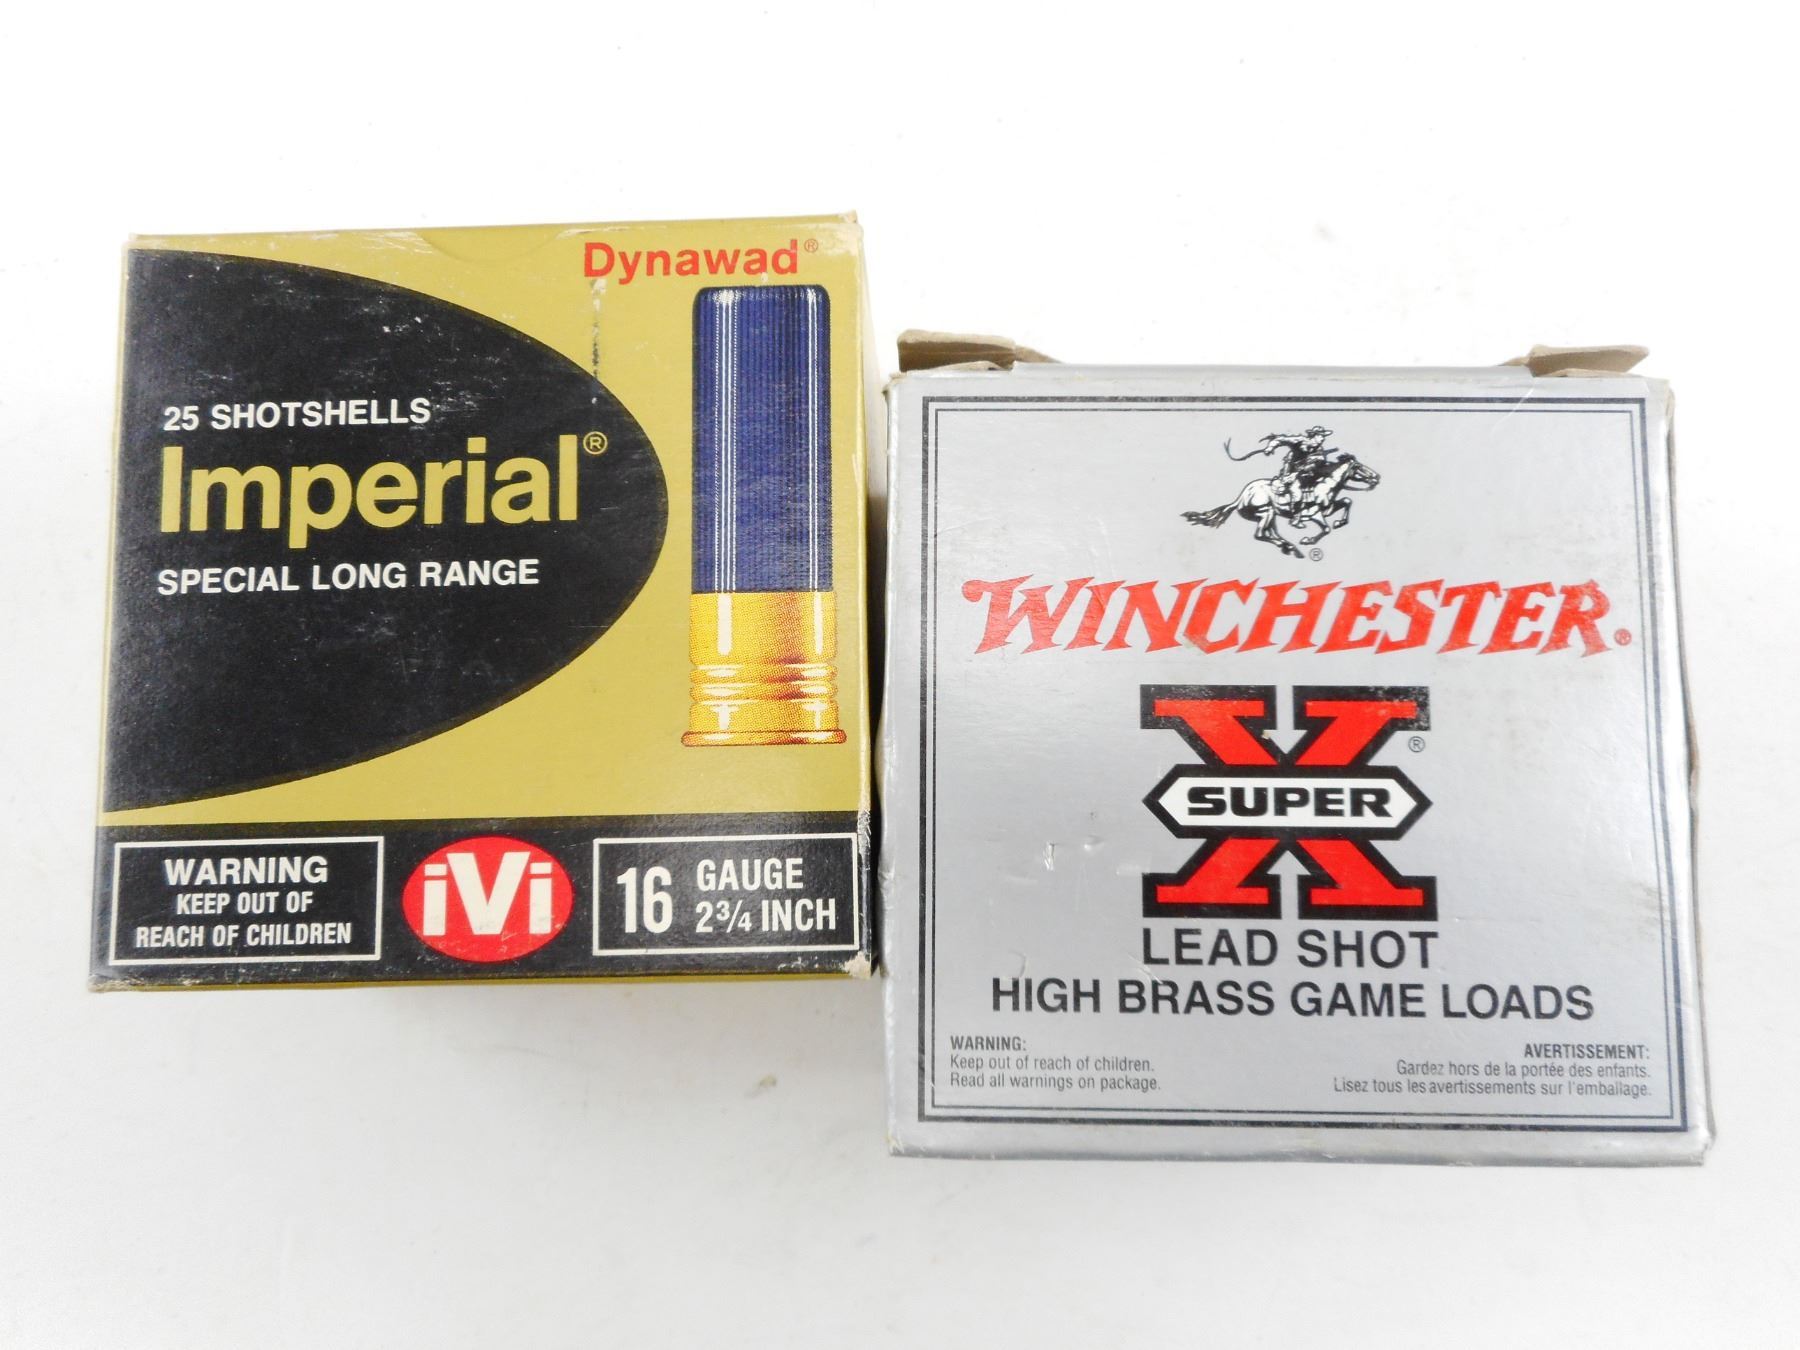 Dynawad®
25 SHOTSHELLS
Imperial®
SPECIAL LONG RANGE
WARNING
KEEP OUT OF
REACH OF CHILDREN
iVi
16 GAUGE
2¾ INCH
®
WINCHESTER®
X®
SUPER
LEAD SHOT
HIGH BRASS GAME LOADS
WARNING:
Keep out of reach of children.
Read all warnings on package.
AVERTISSEMENT:
Gardez hors de la portée des enfants.
Lisez tous les avertissements sur l'emballage.